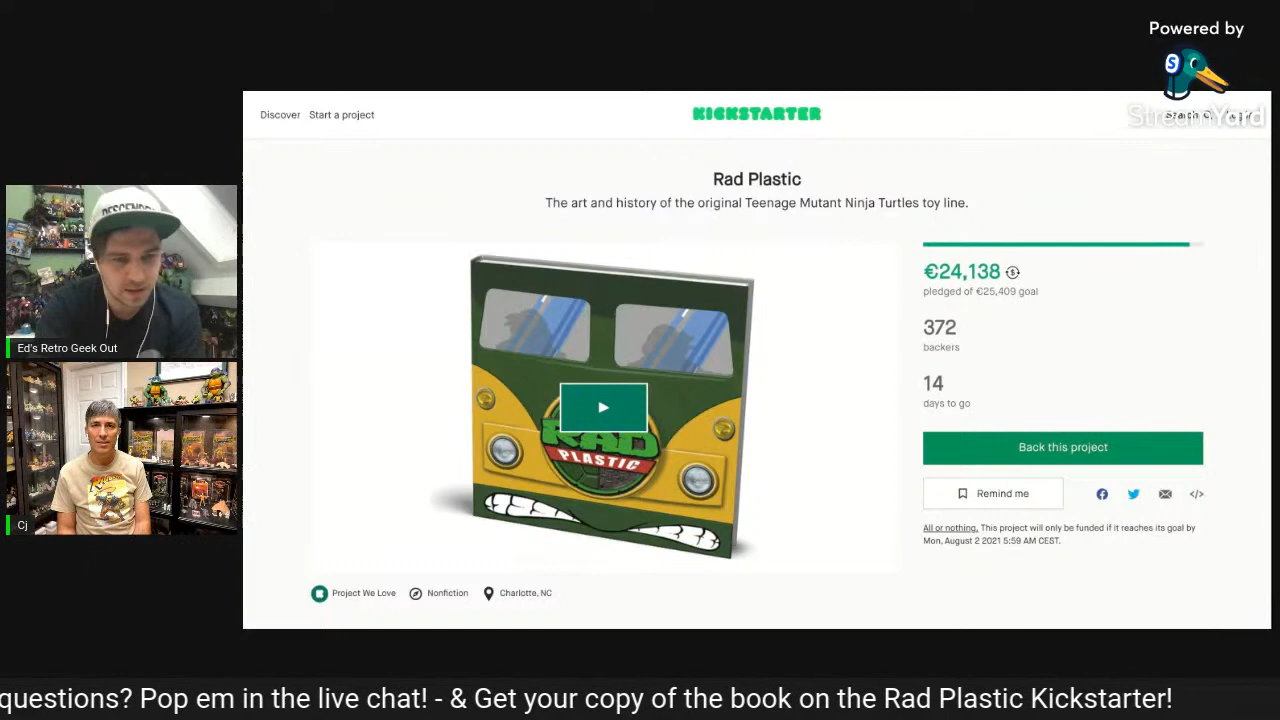 Powered by
StreamYard
Discover
Start a project
KICKSTARTER
Rad Plastic
The art and history of the original Teenage Mutant Ninja Turtles toy line.
DESCENDE
Ed's Retro Geek Out
Cj
RAD
PLASTIC
€24,138
pledged of €25,409 goal
372
backers
14
days to go
Back this project
Remind me
All or nothing. This project will only be funded if it reaches its goal by
Mon, August 2 2021 5:59 AM CEST.
Project We Love
Nonfiction
Charlotte, NC
questions? Pop em in the live chat! - & Get your copy of the book on the Rad Plastic Kickstarter!